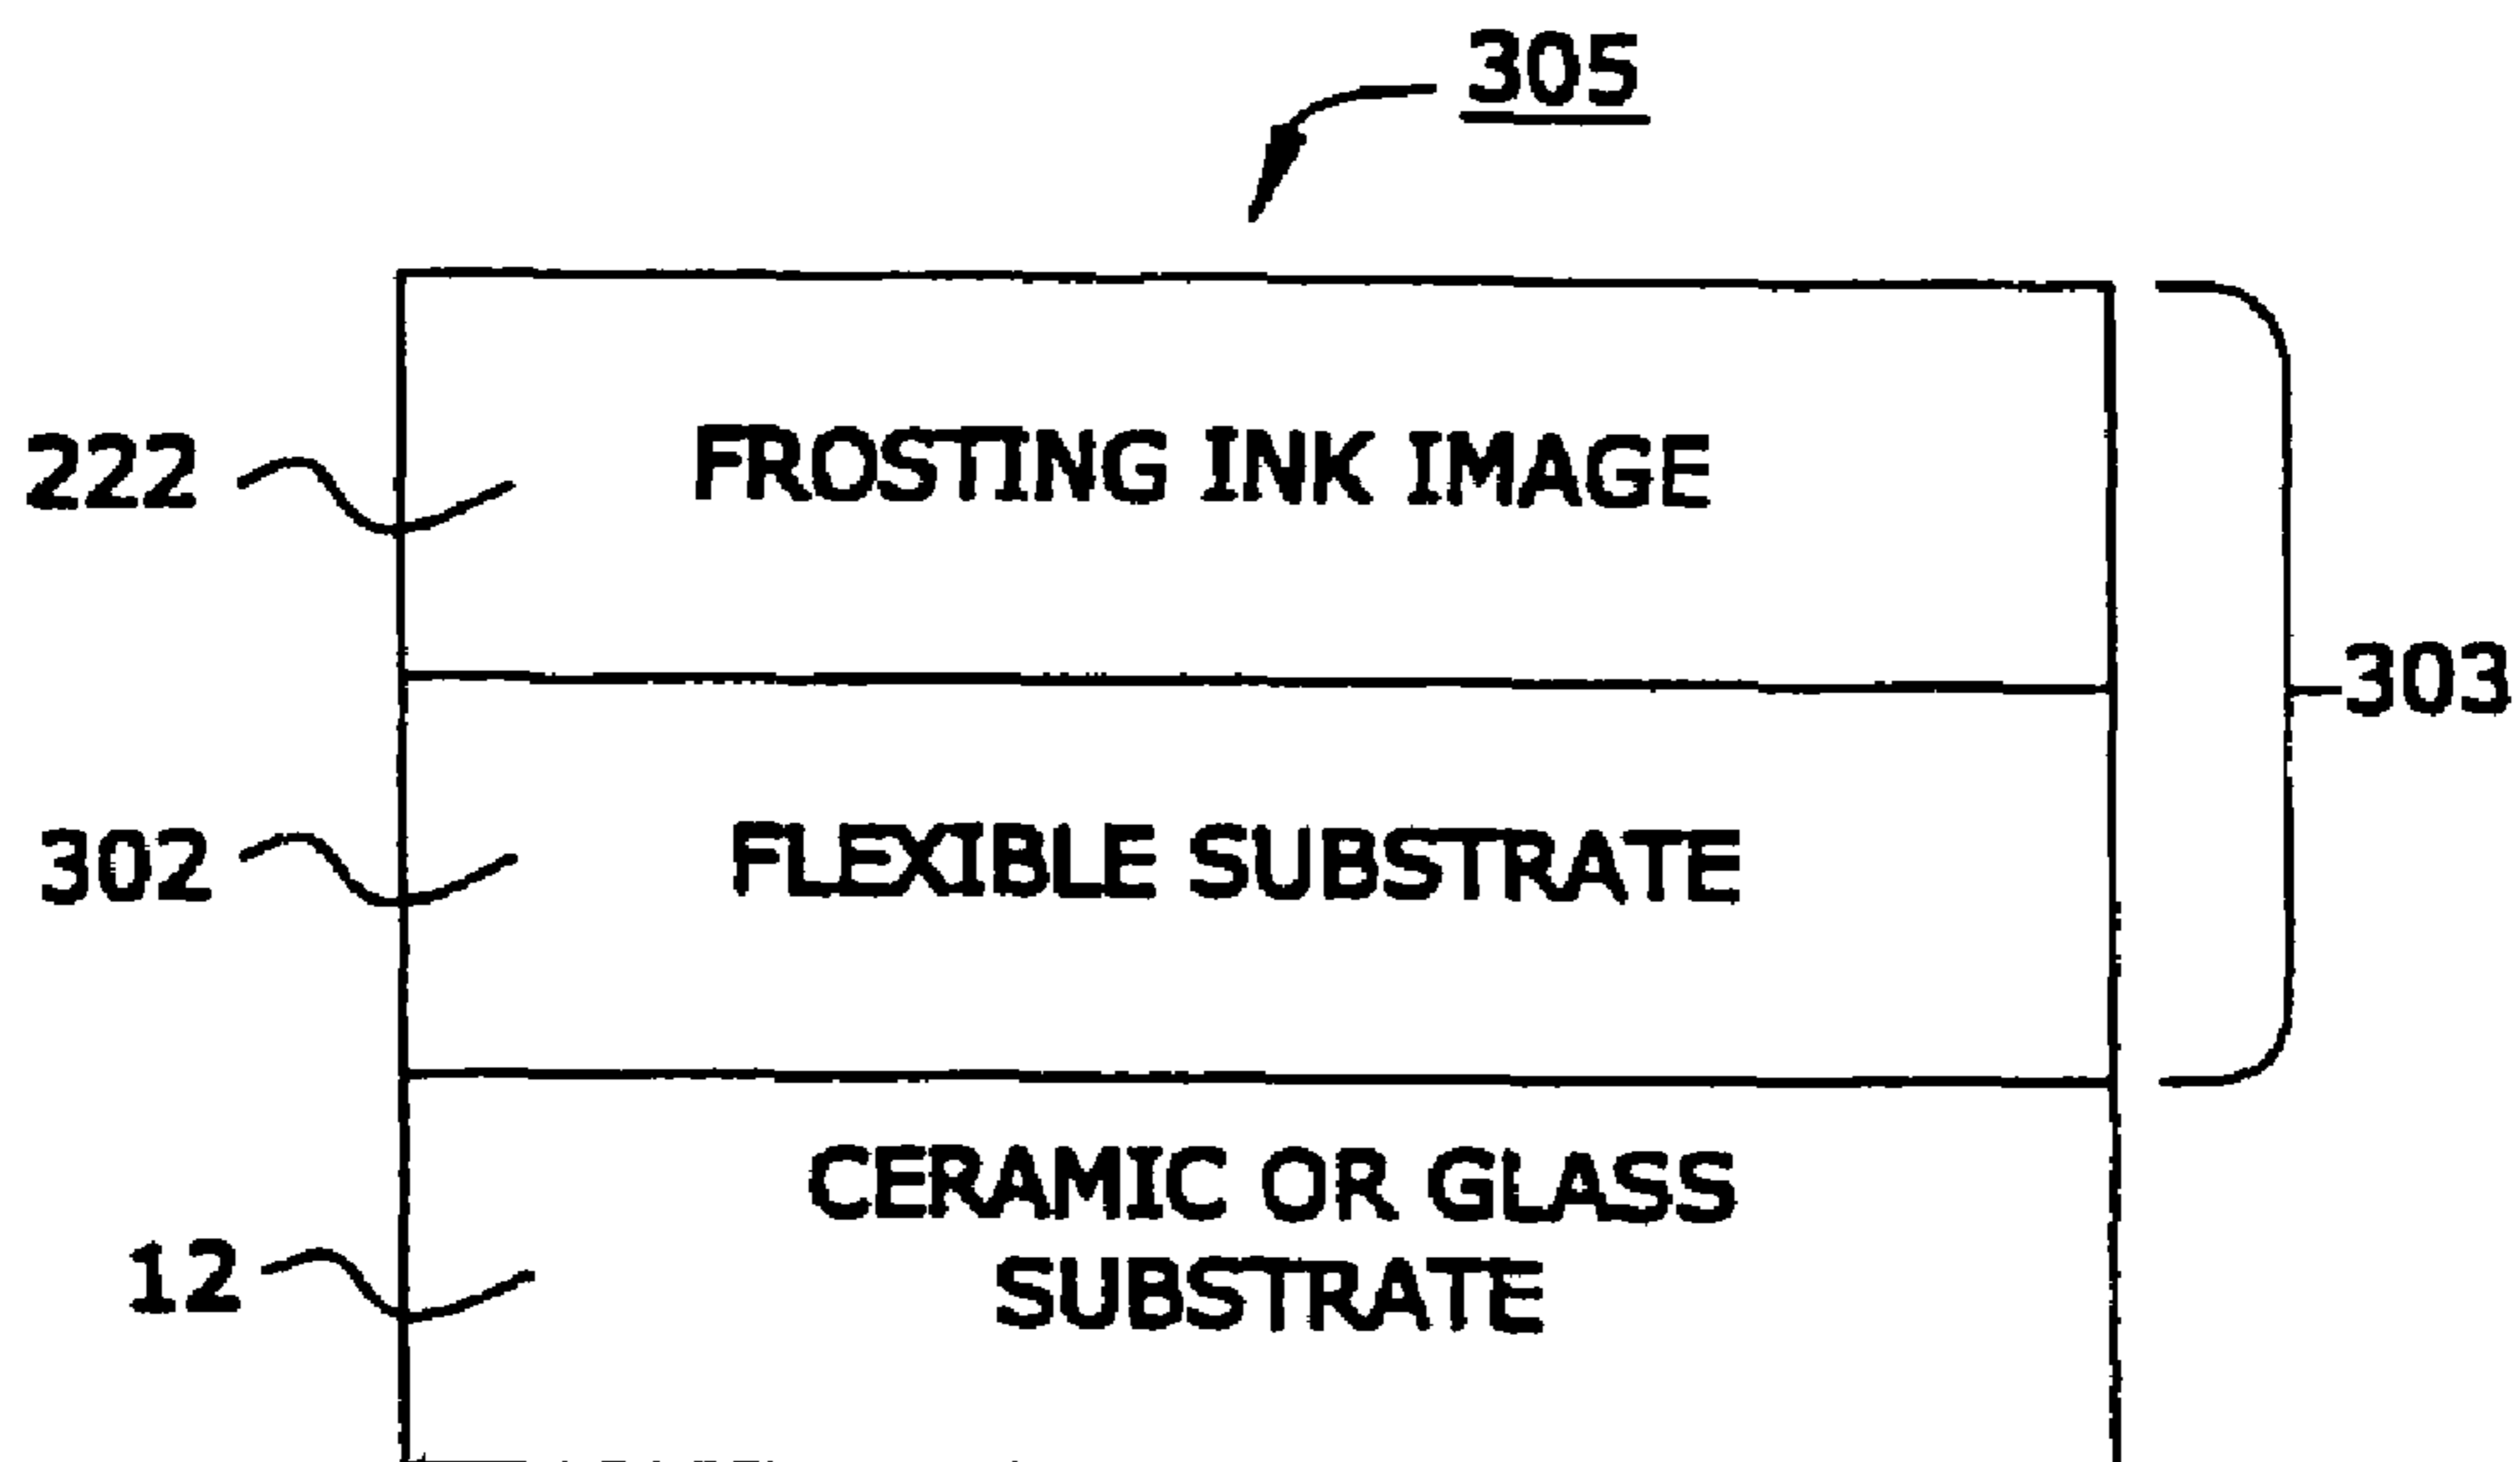 305
222 FROSTING INK IMAGE
303
302 FLEXIBLE SUBSTRATE
CERAMIC OR GLASS
12 SUBSTRATE